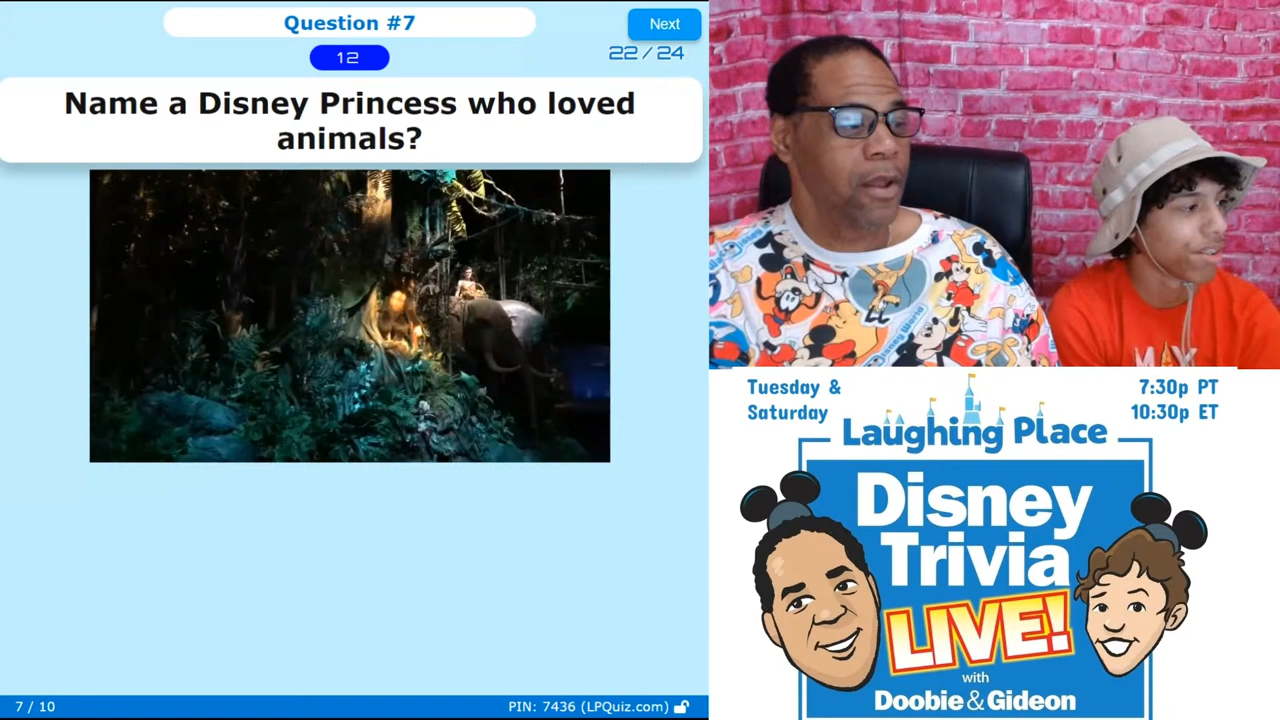 Question #7
Next
12
22/24
Name a Disney Princess who loved
animals?
Tuesday &
Saturday
7:30p PT
10:30p ET
Laughing Place
Disney
Trivia
LIVE!
with
Doobie & Gideon
7 / 10
PIN: 7436 (LPQuiz.com)